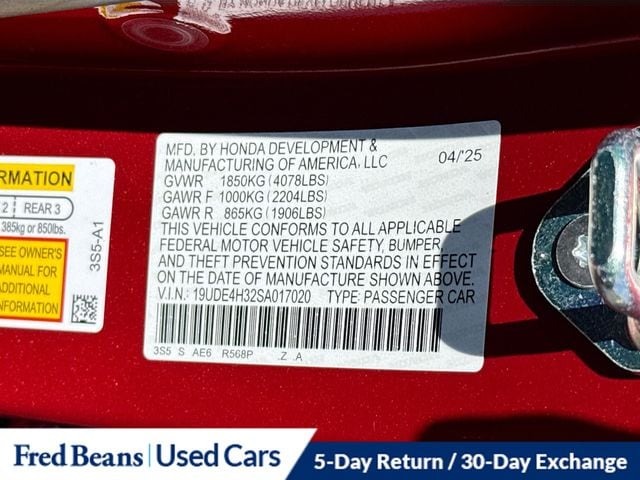 MFD. BY HONDA DEVELOPMENT &
MANUFACTURING OF AMERICA, LLC 04/'25
GVWR 1850KG (4078LBS)
GAWR F 1000KG (2204LBS)
GAWR R 865KG (1906LBS)
THIS VEHICLE CONFORMS TO ALL APPLICABLE
FEDERAL MOTOR VEHICLE SAFETY, BUMPER,
AND THEFT PREVENTION STANDARDS IN EFFECT
ON THE DATE OF MANUFACTURE SHOWN ABOVE.
V.I.N.: 19UDE4H32SA017020 TYPE: PASSENGER CAR
3S5 S AE6 R568P .Z .A
ORMATION
2 REAR 3
385kg or 850lbs.
SEE OWNER'S
MANUAL FOR
ADDITIONAL
INFORMATION
3S5-A1
Fred Beans | Used Cars
5-Day Return / 30-Day Exchange